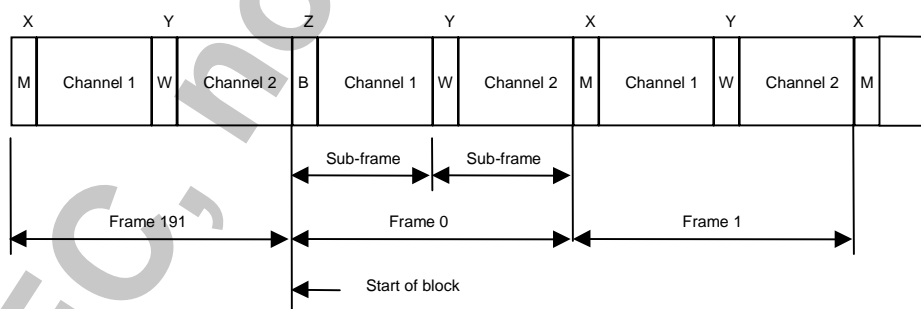 X Y Z Y X Y X
M Channel 1 W Channel 2 B Channel 1 W Channel 2 M Channel 1 W Channel 2 M
Sub-frame Sub-frame
Frame 191 Frame 0 Frame 1
Start of block